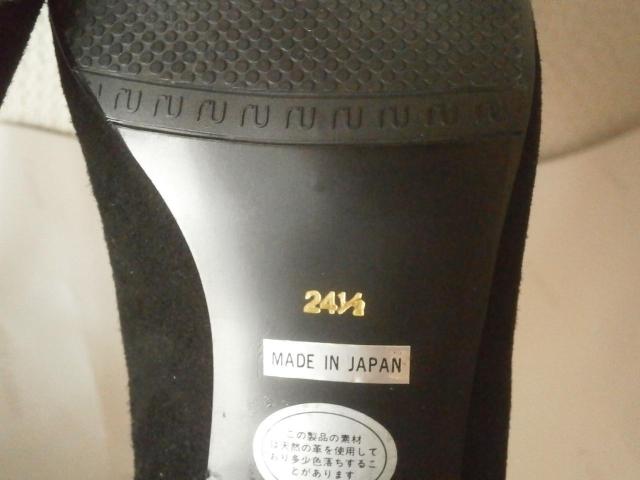 24½
MADE IN JAPAN
この製品の素材
は天然の革を使用して
おり多少色落ちするこ
とがあります